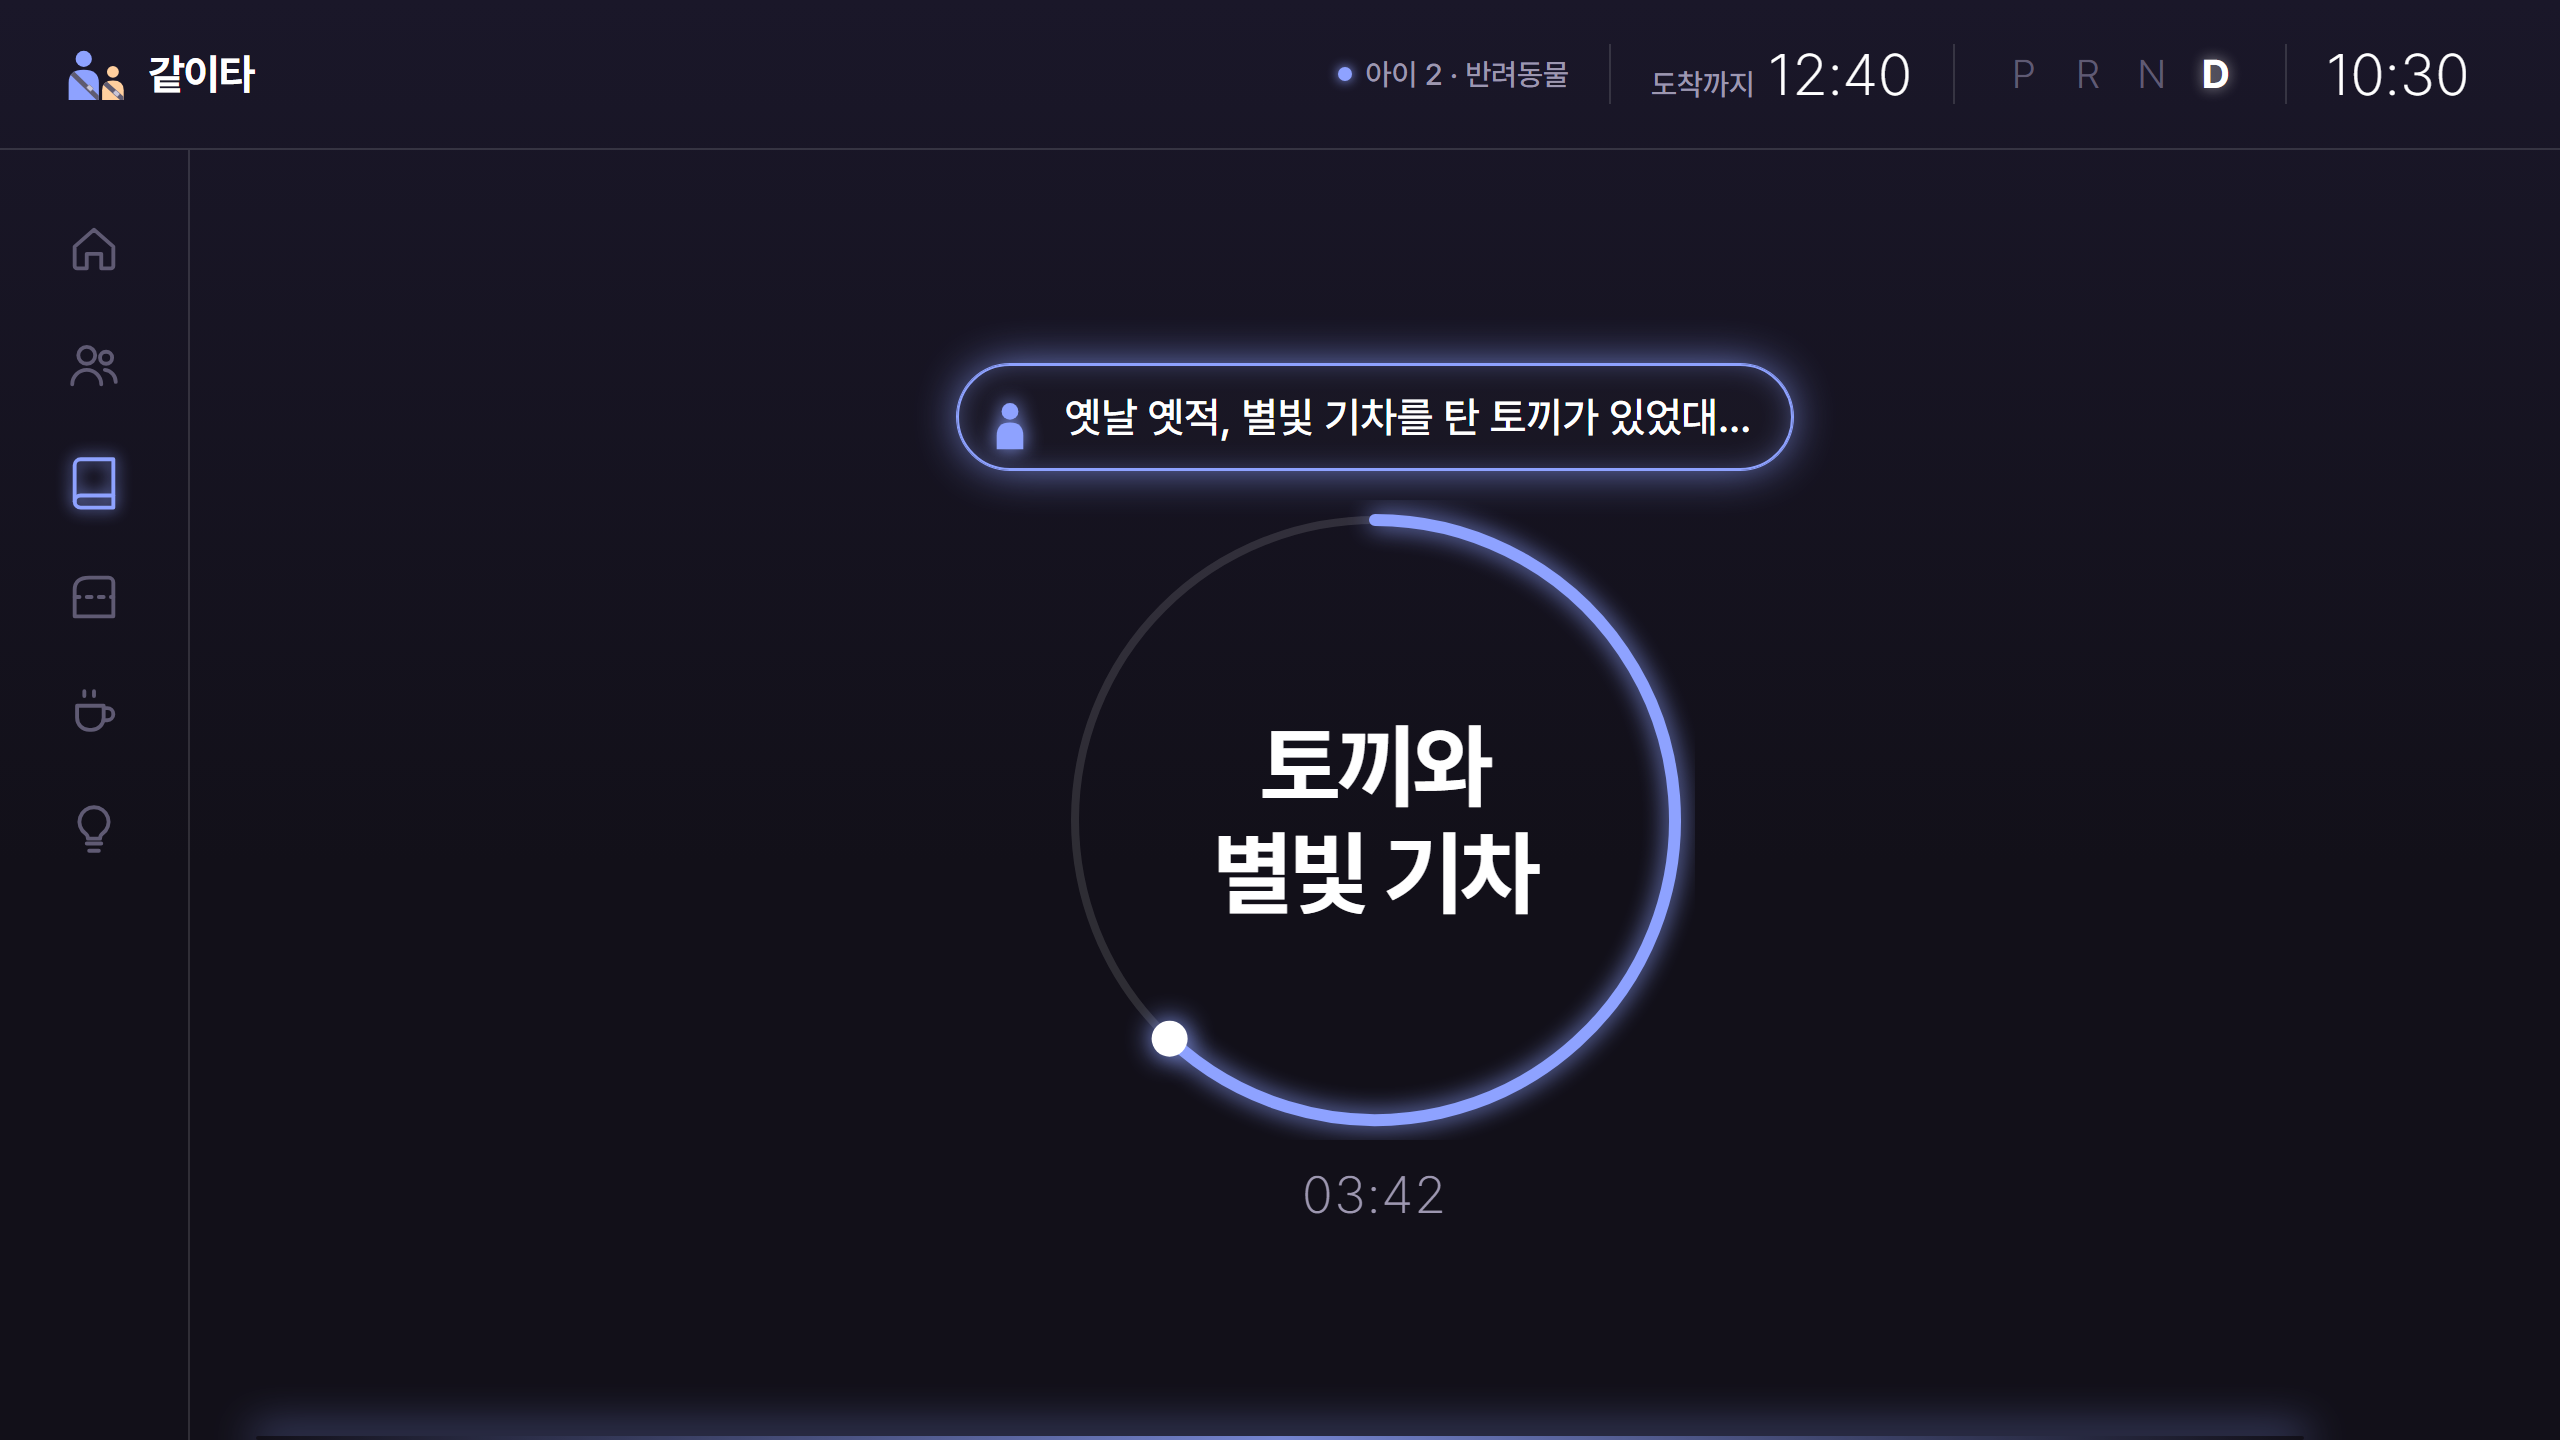 같이타
아이 2 · 반려동물
도착까지 12:40
P R N D
10:30
옛날 옛적, 별빛 기차를 탄 토끼가 있었대...
토끼와
별빛 기차
03:42